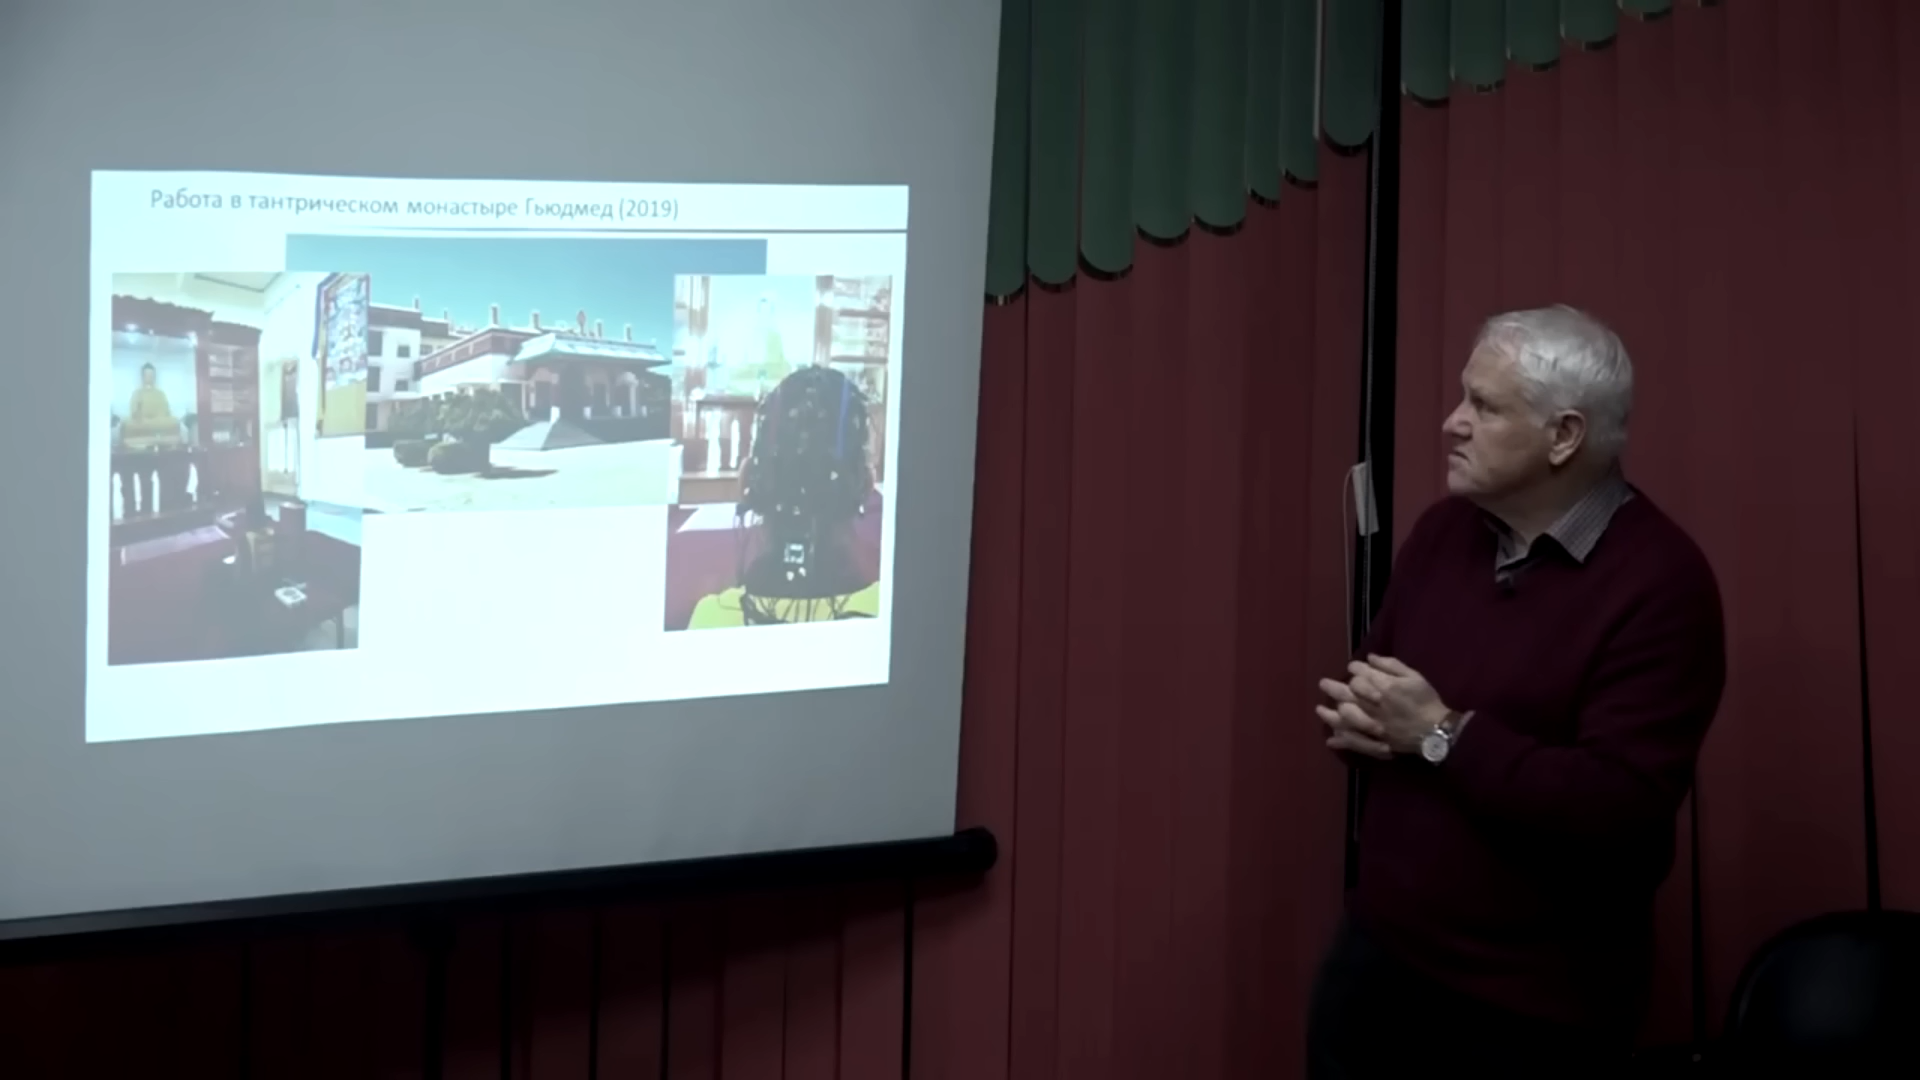 Работа в тантрическом монастыре Гьюдмед (2019)